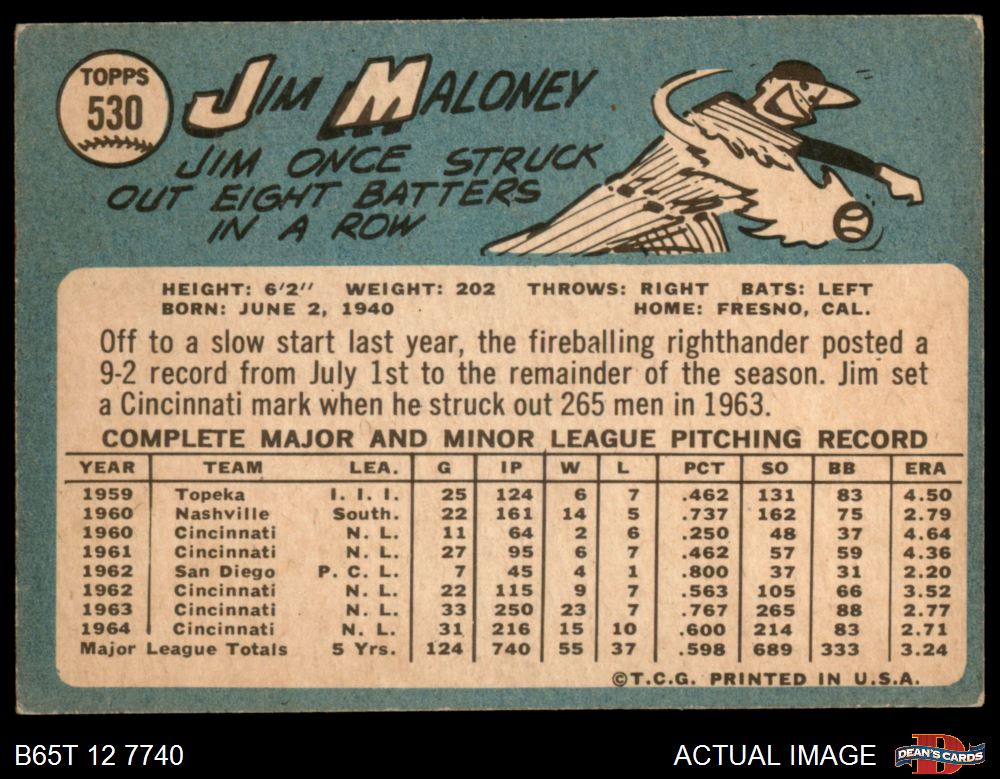 TOPPS
530
JIM MALONEY
JIM ONCE STRUCK
OUT EIGHT BATTERS
IN A ROW
HEIGHT: 6'2" WEIGHT: 202 THROWS: RIGHT BATS: LEFT
BORN: JUNE 2, 1940 HOME: FRESNO, CAL.
Off to a slow start last year, the fireballing righthander posted a
9-2 record from July 1st to the remainder of the season. Jim set
a Cincinnati mark when he struck out 265 men in 1963.
COMPLETE MAJOR AND MINOR LEAGUE PITCHING RECORD
YEAR TEAM LEA. G IP W L PCT SO BB ERA
1959 Topeka I. I. I. 25 124 6 7 .462 131 83 4.50
1960 Nashville South. 22 161 14 5 .737 162 75 2.79
1960 Cincinnati N. L. 11 64 2 6 .250 48 37 4.64
1961 Cincinnati N. L. 27 95 6 7 .462 57 59 4.36
1962 San Diego P. C. L. 7 45 4 1 .800 37 31 2.20
1962 Cincinnati N. L. 22 115 9 7 .563 105 66 3.52
1963 Cincinnati N. L. 33 250 23 7 .767 265 88 2.77
1964 Cincinnati N. L. 31 216 15 10 .600 214 83 2.71
Major League Totals 5 Yrs. 124 740 55 37 .598 689 333 3.24
©T.C.G. PRINTED IN U.S.A.
B65T 12 7740 ACTUAL IMAGE DEAN'S CARDS